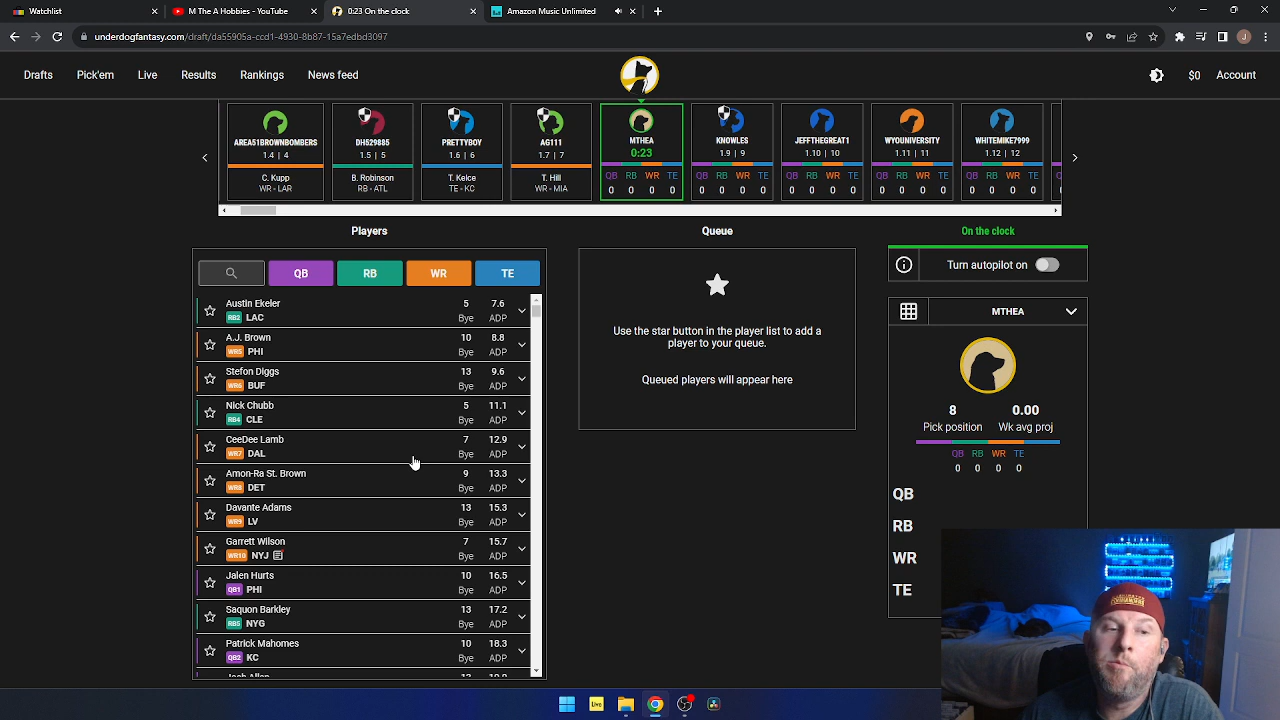 Watchlist
M The A Hobbies - YouTube
0:23 On the clock
Amazon Music Unlimited
underdogfantasy.com/draft/da55905a-ccd1-4930-8b87-15a7edbd3097
J
Drafts
Pick'em
Live
Results
Rankings
News feed
$0
Account
AREA51BROWNBOMBERS
1.4 | 4
C. Kupp
WR - LAR
DH529885
1.5 | 5
B. Robinson
RB - ATL
PRETTYBOY
1.6 | 6
T. Kelce
TE - KC
AG111
1.7 | 7
T. Hill
WR - MIA
MTHEA
0:23
QB RB WR TE
0 0 0 0
KNOWLES
1.9 | 9
QB RB WR TE
0 0 0 0
JEFFTHEGREAT1
1.10 | 10
QB RB WR TE
0 0 0 0
WYOUNIVERSITY
1.11 | 11
QB RB WR TE
0 0 0 0
WHITEMIKE7999
1.12 | 12
QB RB WR TE
0 0 0 0
Players
QB RB WR TE
Austin Ekeler 5 7.6
RB2 LAC Bye ADP
A.J. Brown 10 8.8
WR5 PHI Bye ADP
Stefon Diggs 13 9.6
WR6 BUF Bye ADP
Nick Chubb 5 11.1
RB4 CLE Bye ADP
CeeDee Lamb 7 12.9
WR7 DAL Bye ADP
Amon-Ra St. Brown 9 13.3
WR8 DET Bye ADP
Davante Adams 13 15.3
WR9 LV Bye ADP
Garrett Wilson 7 15.7
WR10 NYJ Bye ADP
Jalen Hurts 10 16.5
QB1 PHI Bye ADP
Saquon Barkley 13 17.2
RB5 NYG Bye ADP
Patrick Mahomes 10 18.3
QB2 KC Bye ADP
Queue
Use the star button in the player list to add a
player to your queue.
Queued players will appear here
On the clock
Turn autopilot on
MTHEA
8 0.00
Pick position Wk avg proj
QB RB WR TE
0 0 0 0
QB
RB
WR
TE
Live